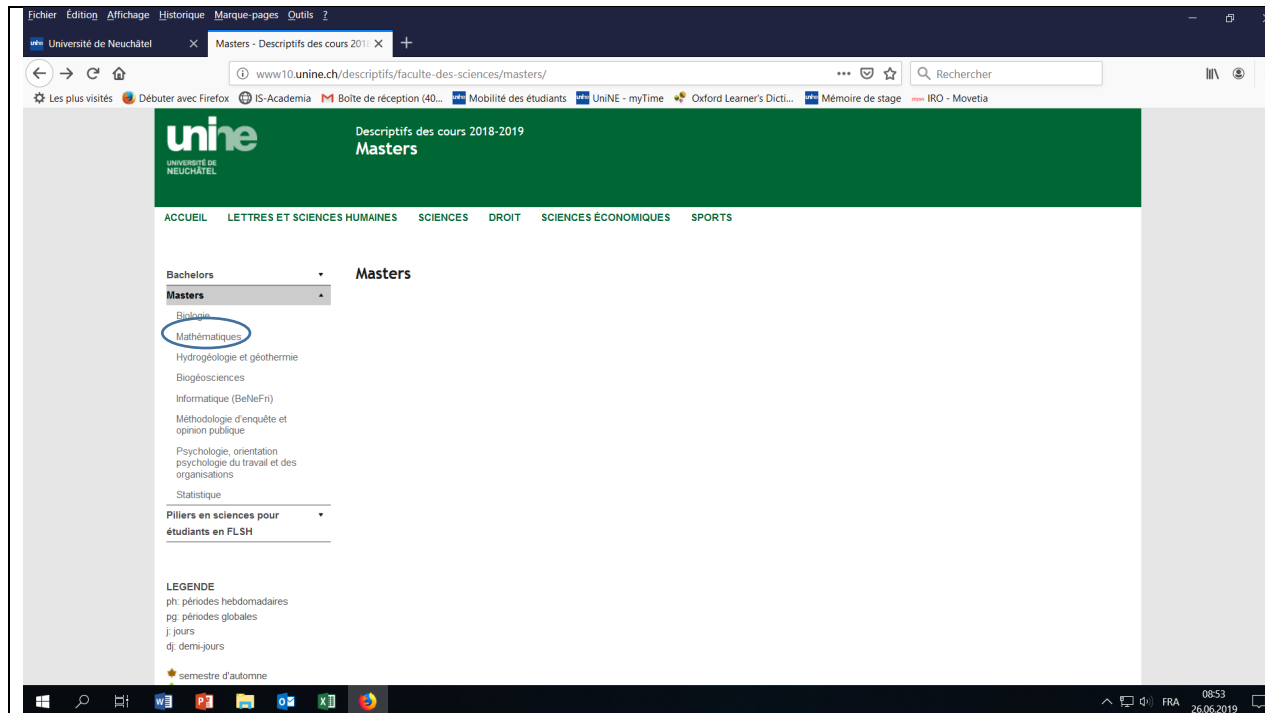 Fichier Édition Affichage Historique Marque-pages Outils ?
Université de Neuchâtel
Masters - Descriptifs des cours 201
www10.unine.ch/descriptifs/faculte-des-sciences/masters/
Rechercher
Les plus visités Débuter avec Firefox IS-Academia Boîte de réception (40... Mobilité des étudiants UniNE - myTime Oxford Learner's Dicti... Mémoire de stage IRO - Movetia
unine
UNIVERSITÉ DE
NEUCHÂTEL
Descriptifs des cours 2018-2019
Masters
ACCUEIL LETTRES ET SCIENCES HUMAINES SCIENCES DROIT SCIENCES ÉCONOMIQUES SPORTS
Bachelors
Masters
Masters
Biologie
Mathématiques
Hydrogéologie et géothermie
Biogéosciences
Informatique (BeNeFri)
Méthodologie d'enquête et
opinion publique
Psychologie, orientation
psychologie du travail et des
organisations
Statistique
Piliers en sciences pour
étudiants en FLSH
LEGENDE
ph: périodes hebdomadaires
pg: périodes globales
j: jours
dj: demi-jours
semestre d'automne
FRA
08:53
26.06.2019